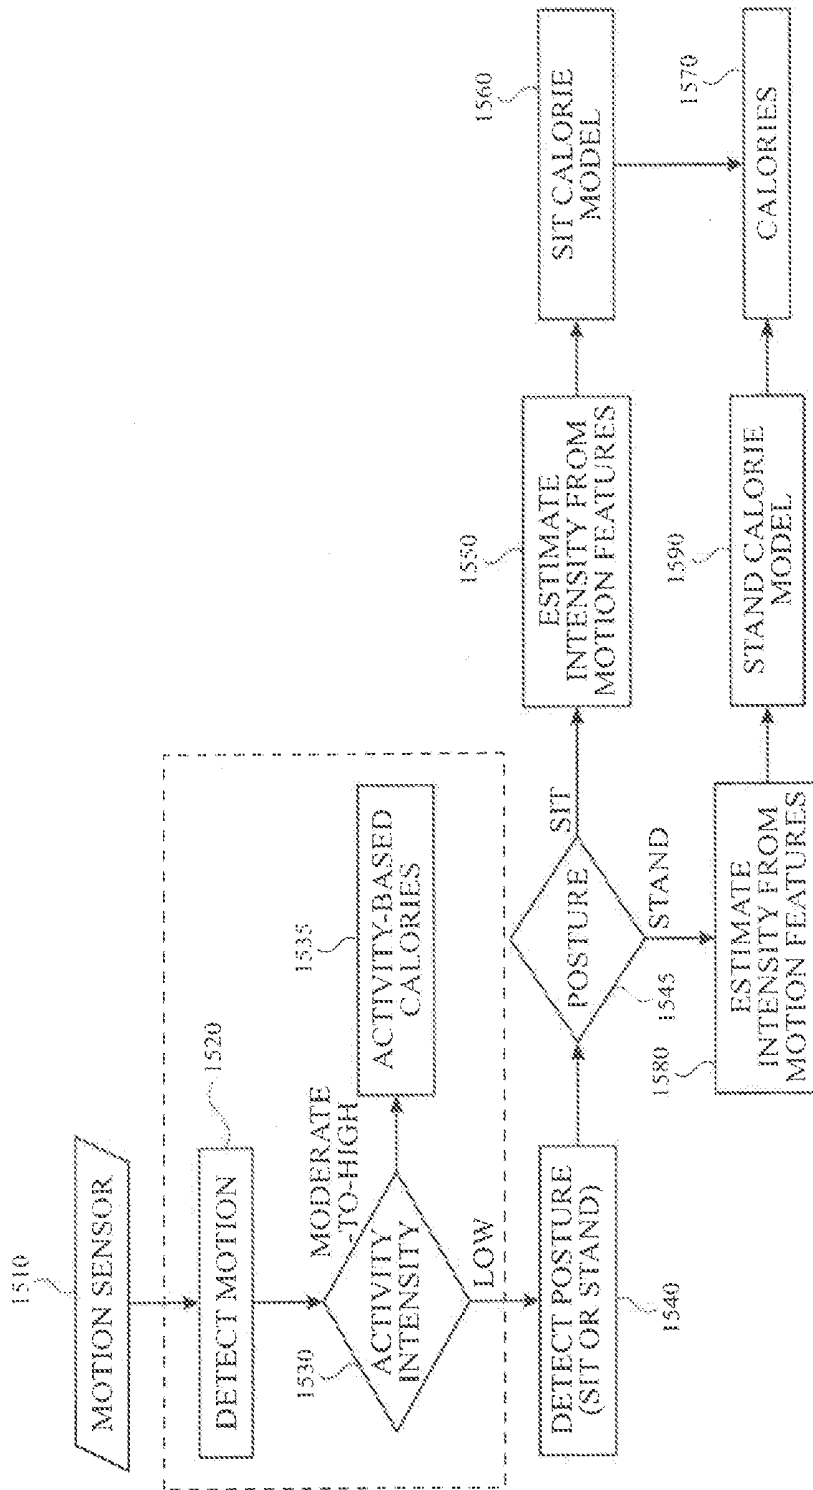 1510
MOTION SENSOR
1520
DETECT MOTION
1530
ACTIVITY
INTENSITY
MODERATE
-TO-HIGH
1535
ACTIVITY-BASED
CALORIES
LOW
DETECT POSTURE
(SIT OR STAND)
1540
POSTURE
1545
SIT
STAND
1550
ESTIMATE
INTENSITY FROM
MOTION FEATURES
1560
SIT CALORIE
MODEL
1580
ESTIMATE
INTENSITY FROM
MOTION FEATURES
1590
STAND CALORIE
MODEL
1570
CALORIES